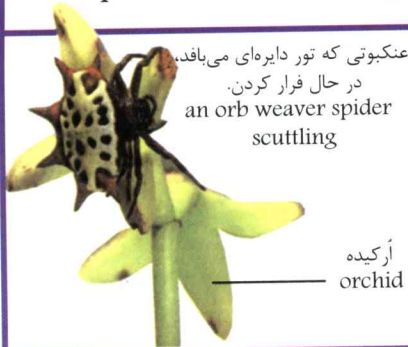 عنکبوتی که تور دایره‌ای می‌بافد،
در حال فرار کردن.
an orb weaver spider
scuttling
اُرکیده
orchid